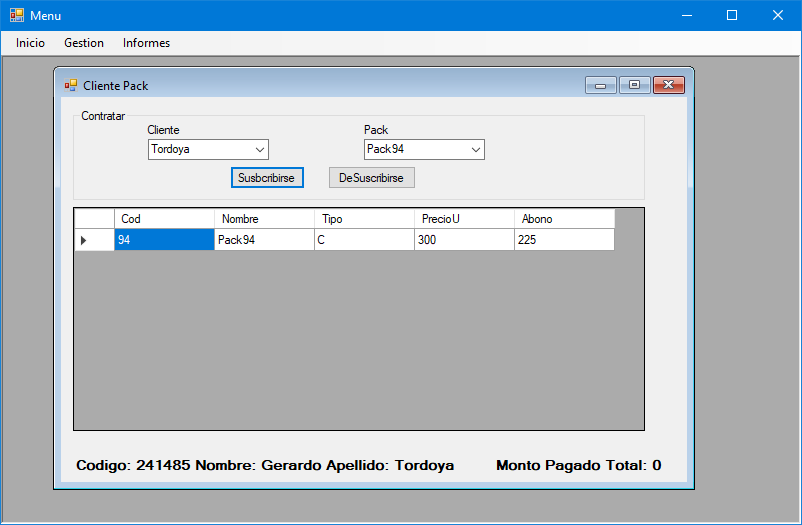 Menu
Inicio Gestion Informes
Cliente Pack
Contratar
Cliente Pack
Tordoya Pack94
Susbcribirse DeSuscribirse
Cod Nombre Tipo PrecioU Abono
94 Pack94 C 300 225
Codigo: 241485 Nombre: Gerardo Apellido: Tordoya Monto Pagado Total: 0